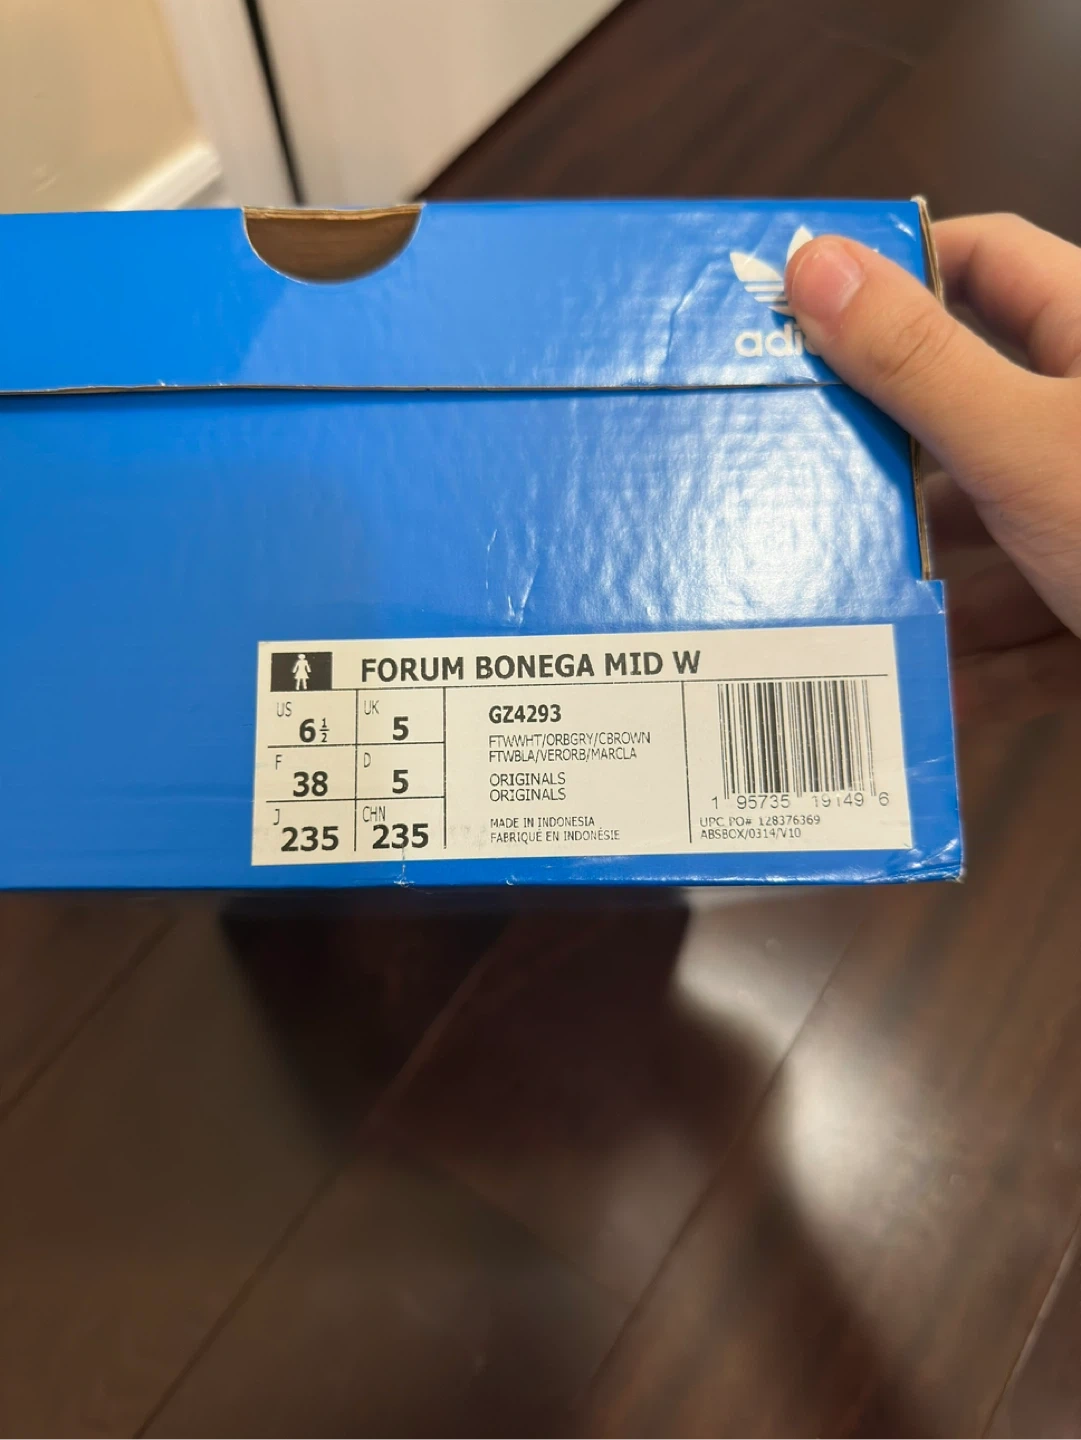 adi
FORUM BONEGA MID W
US 6½ UK 5
F 38 D 5
J 235 CHN 235
GZ4293
FTWWHT/ORBGRY/CBROWN
FTWBLA/VERORB/MARCLA
ORIGINALS
ORIGINALS
MADE IN INDONESIA
FABRIQUÉ EN INDONÉSIE
1 95735 19149 6
UPC PO# 128376369
ABSBOX/0314/V10